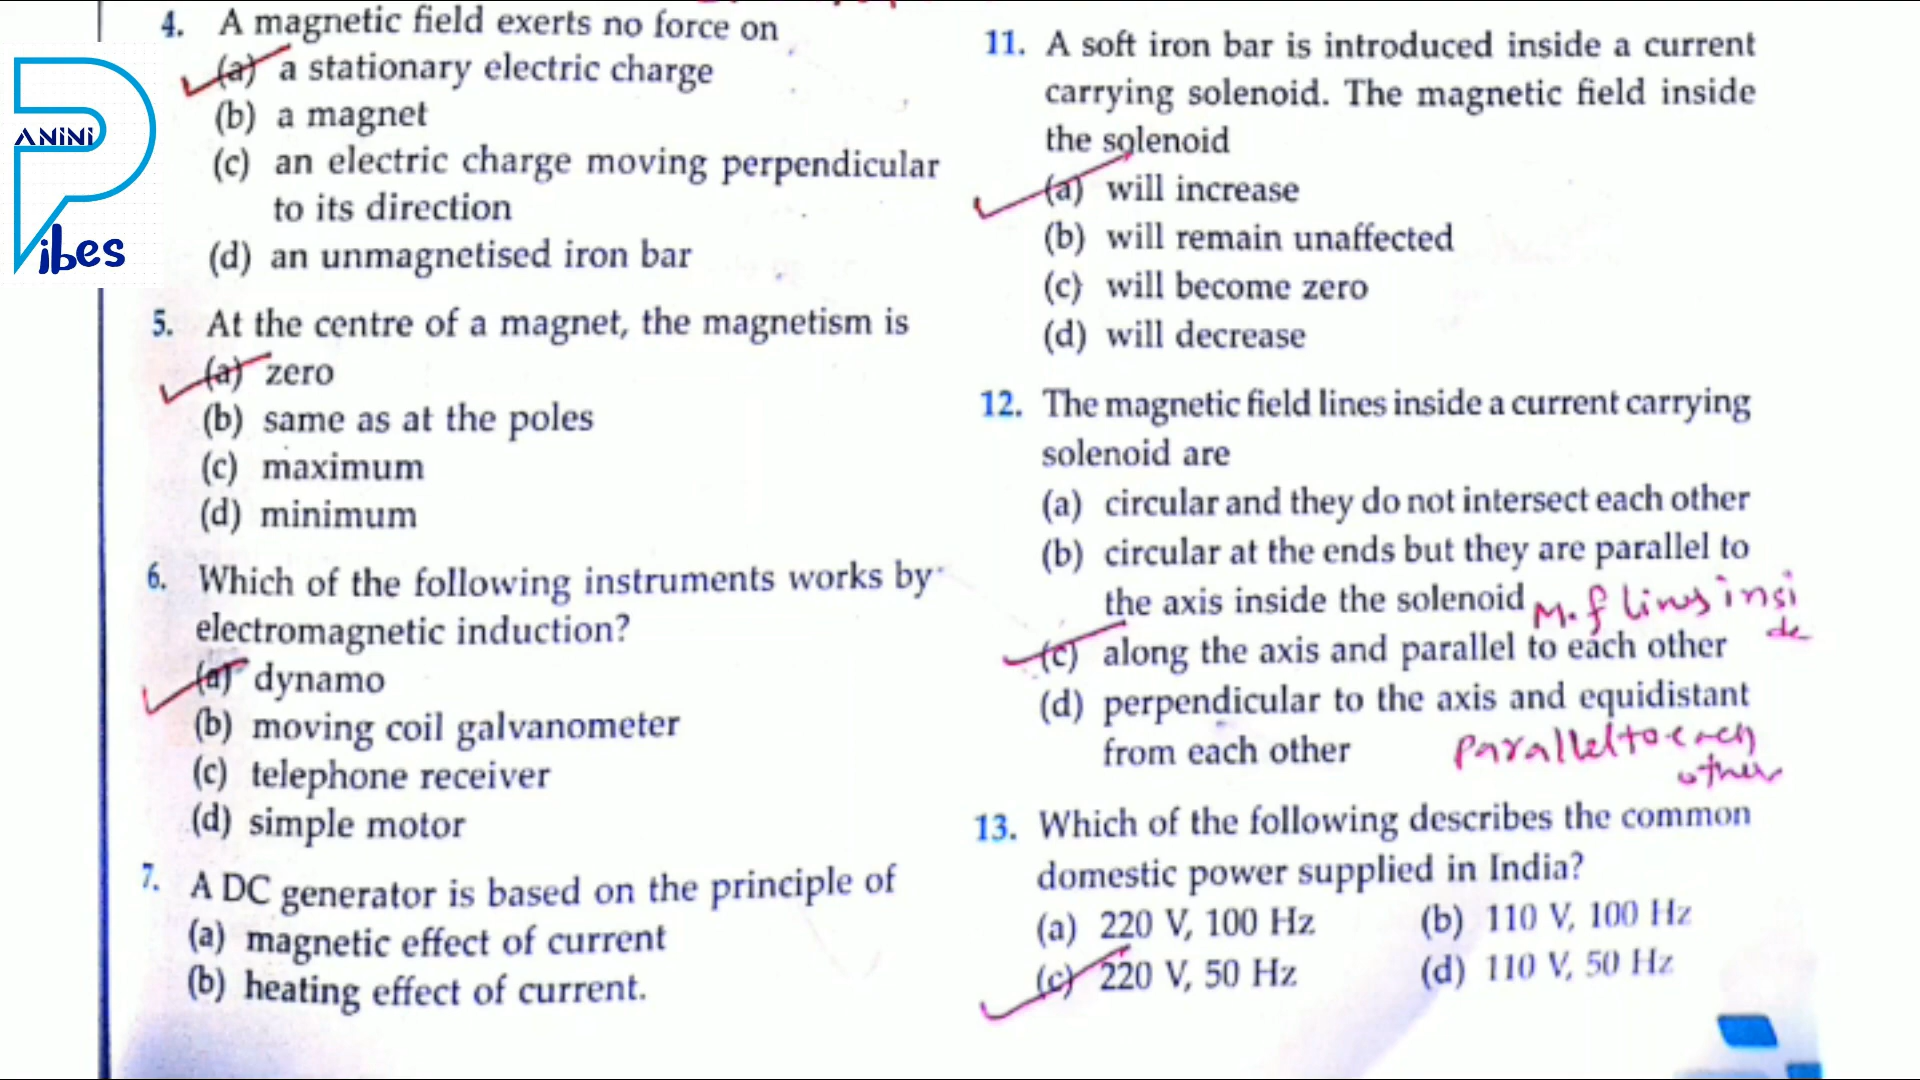 PANINI
Vibes
4. A magnetic field exerts no force on
(a) a stationary electric charge
(b) a magnet
(c) an electric charge moving perpendicular
to its direction
(d) an unmagnetised iron bar
5. At the centre of a magnet, the magnetism is
(a) zero
(b) same as at the poles
(c) maximum
(d) minimum
6. Which of the following instruments works by
electromagnetic induction?
(a) dynamo
(b) moving coil galvanometer
(c) telephone receiver
(d) simple motor
7. A DC generator is based on the principle of
(a) magnetic effect of current
(b) heating effect of current.
11. A soft iron bar is introduced inside a current
carrying solenoid. The magnetic field inside
the solenoid
(a) will increase
(b) will remain unaffected
(c) will become zero
(d) will decrease
12. The magnetic field lines inside a current carrying
solenoid are
(a) circular and they do not intersect each other
(b) circular at the ends but they are parallel to
the axis inside the solenoid
M.f lines insi
de
(c) along the axis and parallel to each other
(d) perpendicular to the axis and equidistant
from each other
parallel to each
other
13. Which of the following describes the common
domestic power supplied in India?
(a) 220 V, 100 Hz (b) 110 V, 100 Hz
(c) 220 V, 50 Hz (d) 110 V, 50 Hz